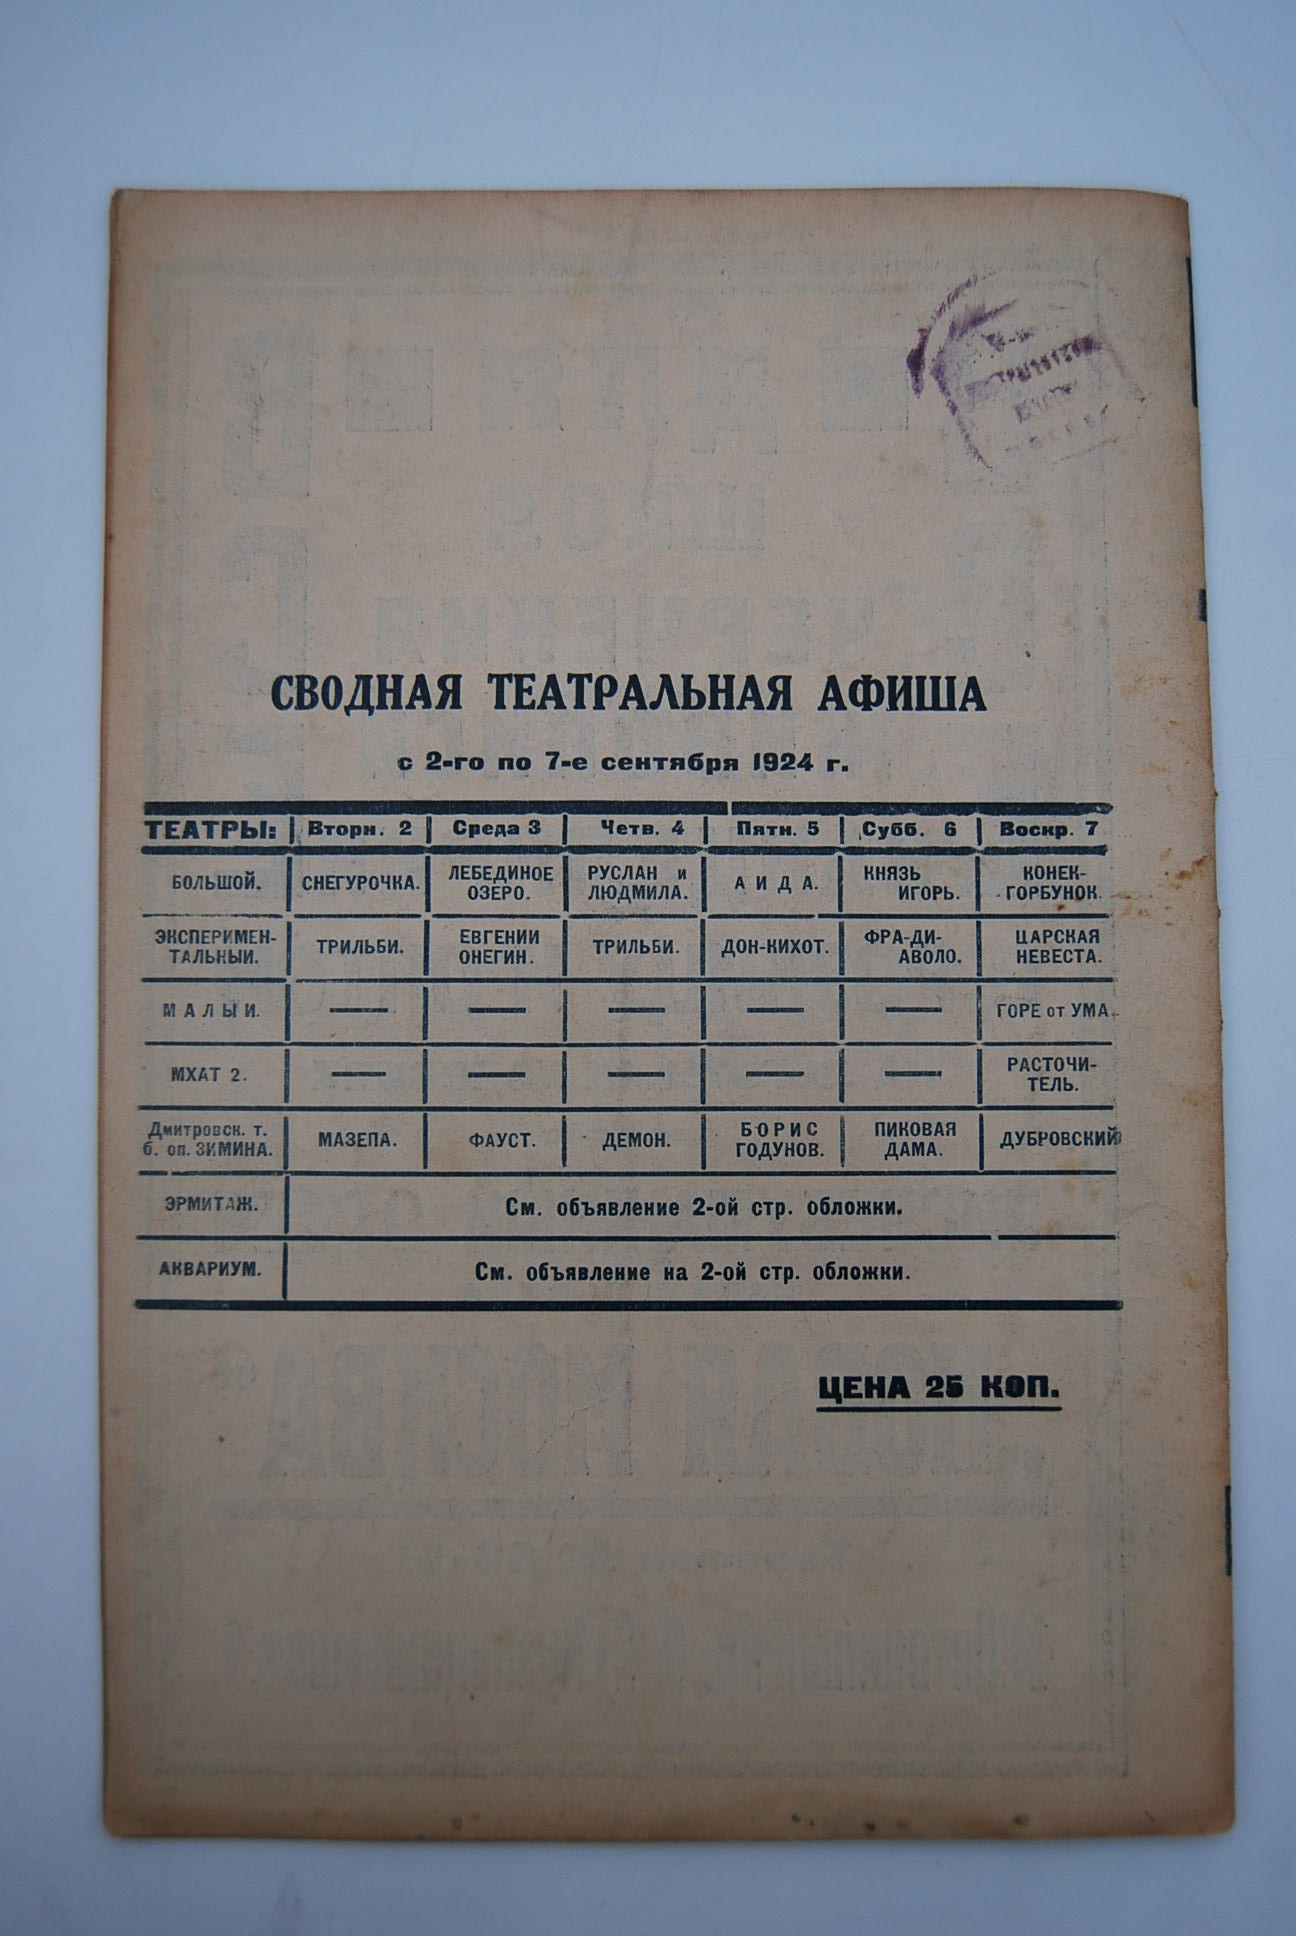 СВОДНАЯ ТЕАТРАЛЬНАЯ АФИША
с 2-го по 7-е сентября 1924 г.
ТЕАТРЫ: Вторн. 2 Среда 3 Четв. 4 Пятн. 5 Субб. 6 Воскр. 7
БОЛЬШОЙ. СНЕГУРОЧКА. ЛЕБЕДИНОЕ ОЗЕРО. РУСЛАН и ЛЮДМИЛА. АИДА. КНЯЗЬ ИГОРЬ. КОНЕК-ГОРБУНОК.
ЭКСПЕРИМЕН-ТАЛЬНЫИ. ТРИЛЬБИ. ЕВГЕНИИ ОНЕГИН. ТРИЛЬБИ. ДОН-КИХОТ. ФРА-ДИ-АВОЛО. ЦАРСКАЯ НЕВЕСТА.
МАЛЫИ. — — — — — ГОРЕ от УМА
МХАТ 2. — — — — — РАСТОЧИ-ТЕЛЬ.
Дмитровск. т. б. оп. ЗИМИНА. МАЗЕПА. ФАУСТ. ДЕМОН. БОРИС ГОДУНОВ. ПИКОВАЯ ДАМА. ДУБРОВСКИЙ
ЭРМИТАЖ. См. объявление 2-ой стр. обложки.
АКВАРИУМ. См. объявление на 2-ой стр. обложки.
ЦЕНА 25 КОП.